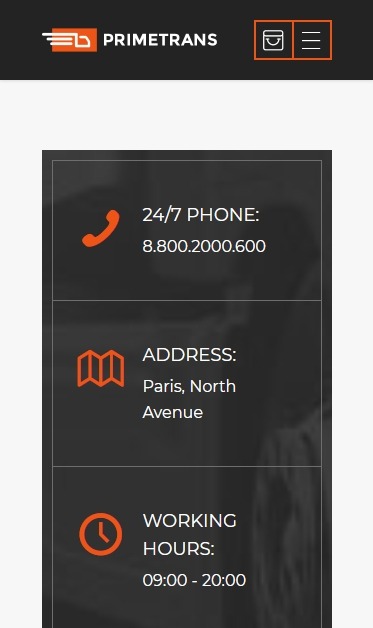 PRIMETRANS
24/7 PHONE:
8.800.2000.600
ADDRESS:
Paris, North
Avenue
WORKING
HOURS:
09:00 - 20:00